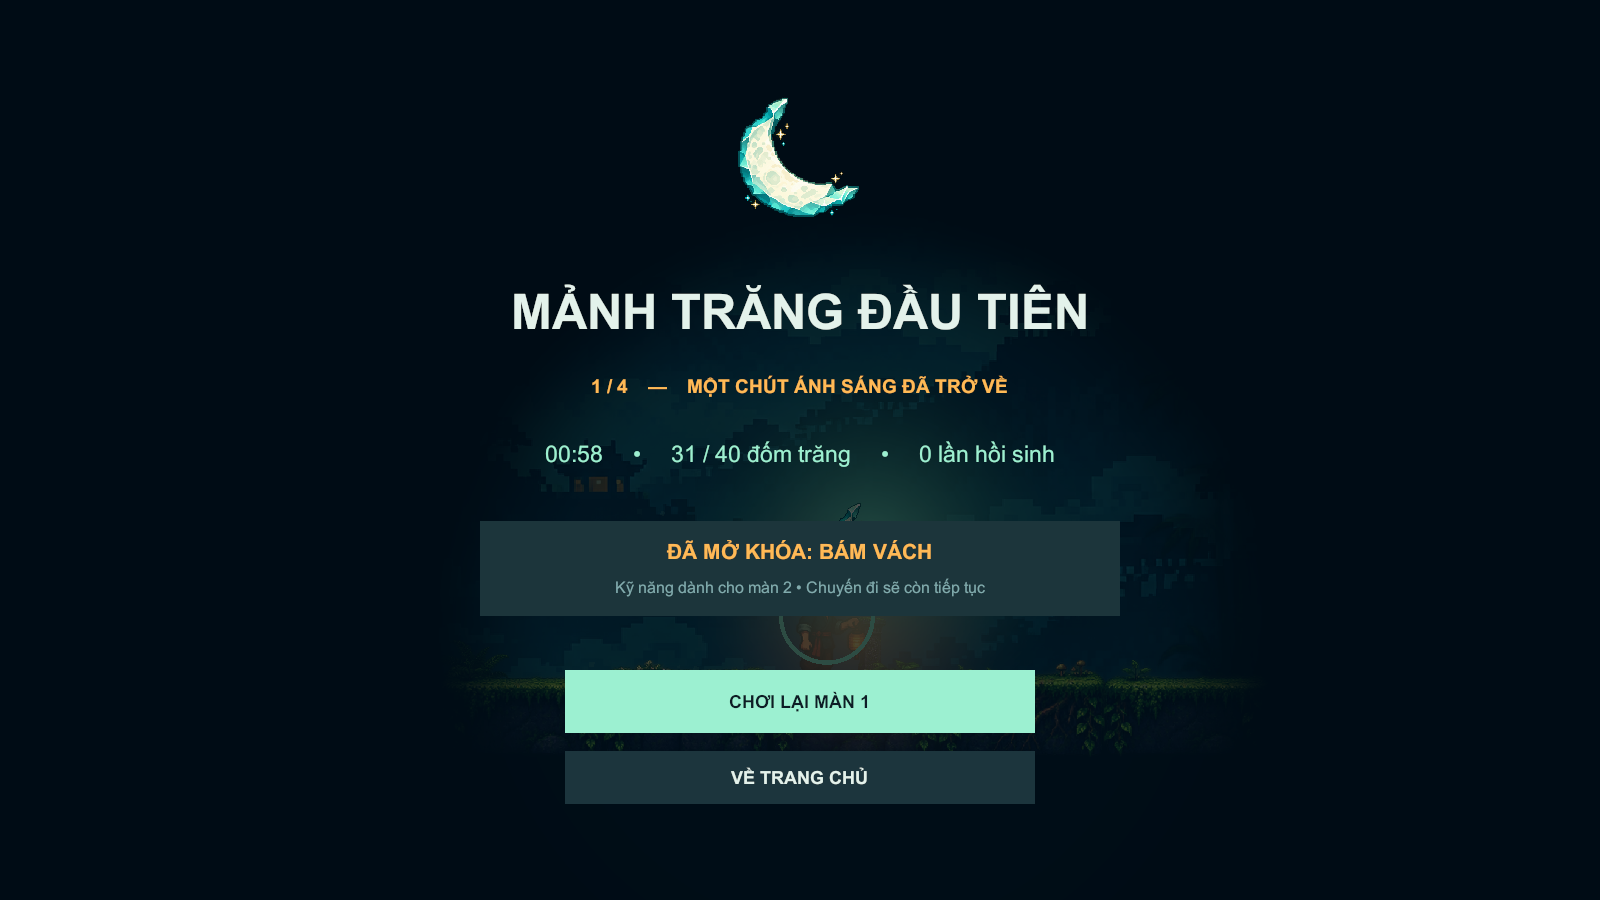 MẢNH TRĂNG ĐẦU TIÊN
1 / 4 — MỘT CHÚT ÁNH SÁNG ĐÃ TRỞ VỀ
00:58 • 31 / 40 đốm trăng • 0 lần hồi sinh
ĐÃ MỞ KHÓA: BÁM VÁCH
Kỹ năng dành cho màn 2 • Chuyến đi sẽ còn tiếp tục
CHƠI LẠI MÀN 1
VỀ TRANG CHỦ